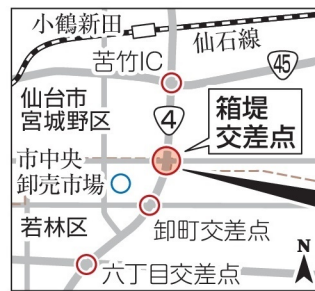 小鶴新田
仙石線
苦竹IC
45
仙台市
宮城野区
4
箱堤
交差点
市中央
卸売市場
若林区
卸町交差点
六丁目交差点
N